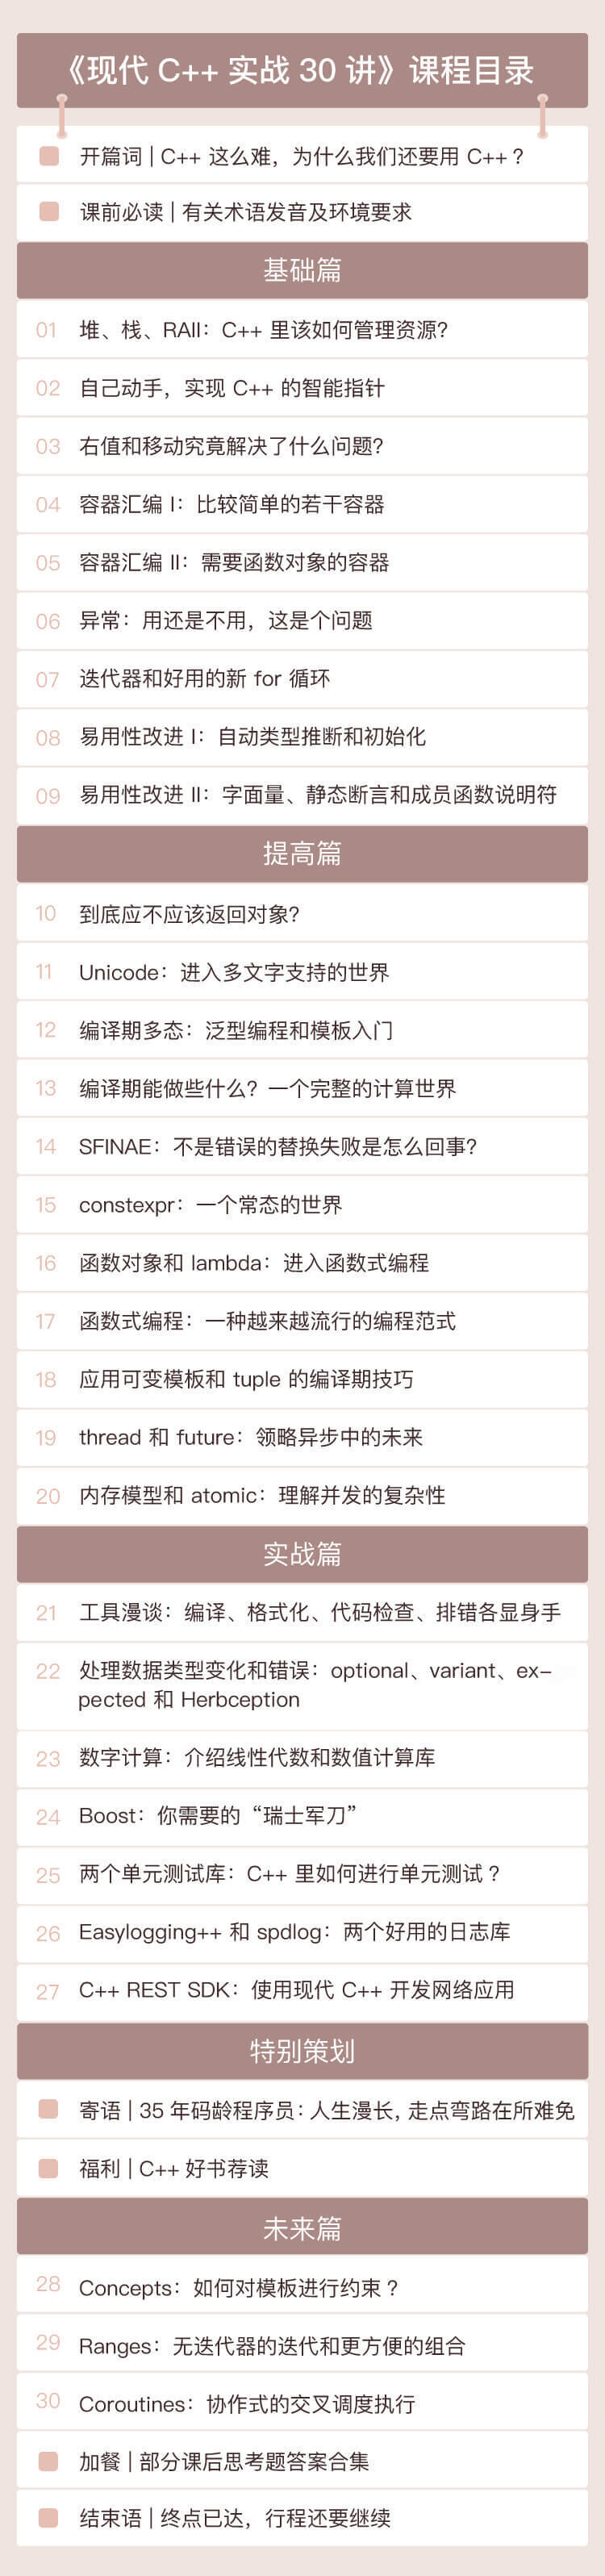 《现代 C++ 实战 30 讲》课程目录
开篇词 | C++ 这么难，为什么我们还要用 C++？
课前必读 | 有关术语发音及环境要求
基础篇
01 堆、栈、RAII：C++ 里该如何管理资源？
02 自己动手，实现 C++ 的智能指针
03 右值和移动究竟解决了什么问题？
04 容器汇编 I：比较简单的若干容器
05 容器汇编 II：需要函数对象的容器
06 异常：用还是不用，这是个问题
07 迭代器和好用的新 for 循环
08 易用性改进 I：自动类型推断和初始化
09 易用性改进 II：字面量、静态断言和成员函数说明符
提高篇
10 到底应不应该返回对象？
11 Unicode：进入多文字支持的世界
12 编译期多态：泛型编程和模板入门
13 编译期能做些什么？一个完整的计算世界
14 SFINAE：不是错误的替换失败是怎么回事？
15 constexpr：一个常态的世界
16 函数对象和 lambda：进入函数式编程
17 函数式编程：一种越来越流行的编程范式
18 应用可变模板和 tuple 的编译期技巧
19 thread 和 future：领略异步中的未来
20 内存模型和 atomic：理解并发的复杂性
实战篇
21 工具漫谈：编译、格式化、代码检查、排错各显身手
22 处理数据类型变化和错误：optional、variant、ex-
pected 和 Herbception
23 数字计算：介绍线性代数和数值计算库
24 Boost：你需要的“瑞士军刀”
25 两个单元测试库：C++ 里如何进行单元测试？
26 Easylogging++ 和 spdlog：两个好用的日志库
27 C++ REST SDK：使用现代 C++ 开发网络应用
特别策划
寄语 | 35 年码龄程序员：人生漫长，走点弯路在所难免
福利 | C++ 好书荐读
未来篇
28 Concepts：如何对模板进行约束？
29 Ranges：无迭代器的迭代和更方便的组合
30 Coroutines：协作式的交叉调度执行
加餐 | 部分课后思考题答案合集
结束语 | 终点已达，行程还要继续